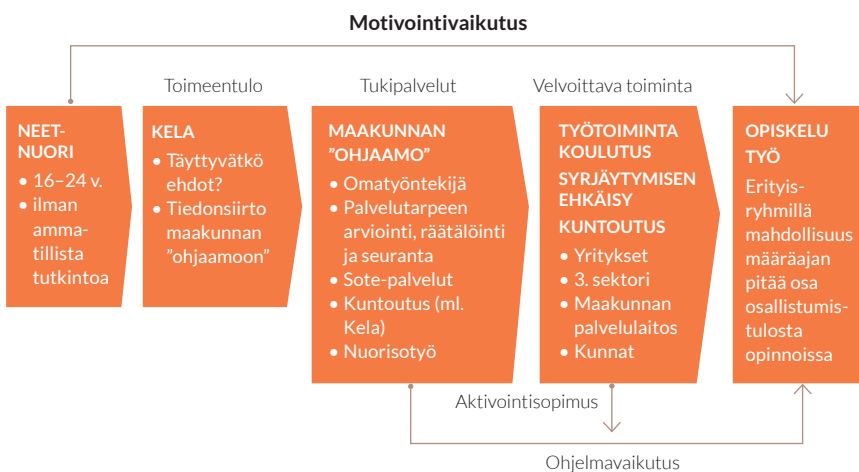 Motivointivaikutus
Toimeentulo
Tukipalvelut
Velvoittava toiminta
NEET-
NUORI
• 16–24 v.
• ilman
amma-
tillista
tutkintoa
KELA
• Täyttyvätkö
ehdot?
• Tiedonsiirto
maakunnan
"ohjaamoon"
MAAKUNNAN
"OHJAAMO"
• Omatyöntekijä
• Palvelutarpeen
arviointi, räätälöinti
ja seuranta
• Sote-palvelut
• Kuntoutus (ml.
Kela)
• Nuorisotyö
TYÖTOIMINTA
KOULUTUS
SYRJÄYTYMISEN
EHKÄISY
KUNTOUTUS
• Yritykset
• 3. sektori
• Maakunnan
palvelulaitos
• Kunnat
OPISKELU
TYÖ
Erityis-
ryhmillä
mahdollisuus
määräajan
pitää osa
osallistumis-
tulosta
opinnoissa
Aktivointisopimus
Ohjelmavaikutus